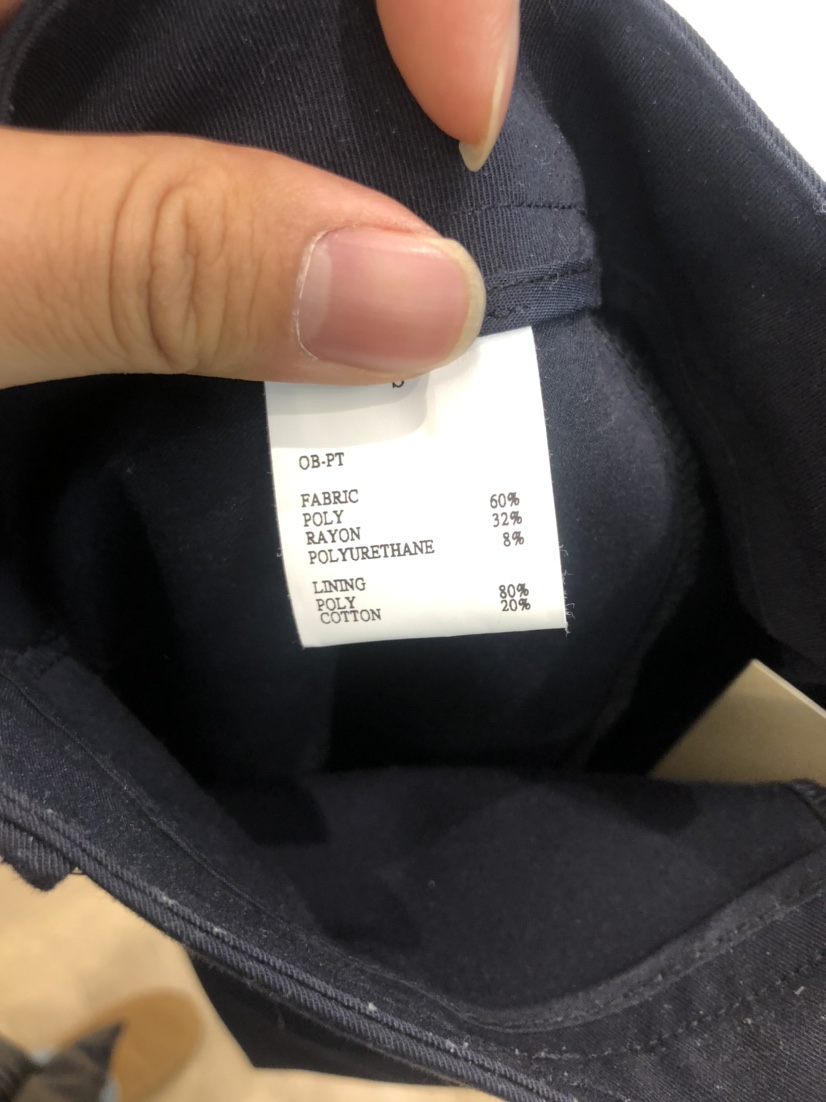 S
OB-PT
FABRIC 60%
POLY 32%
RAYON 8%
POLYURETHANE
LINING 80%
POLY 20%
COTTON